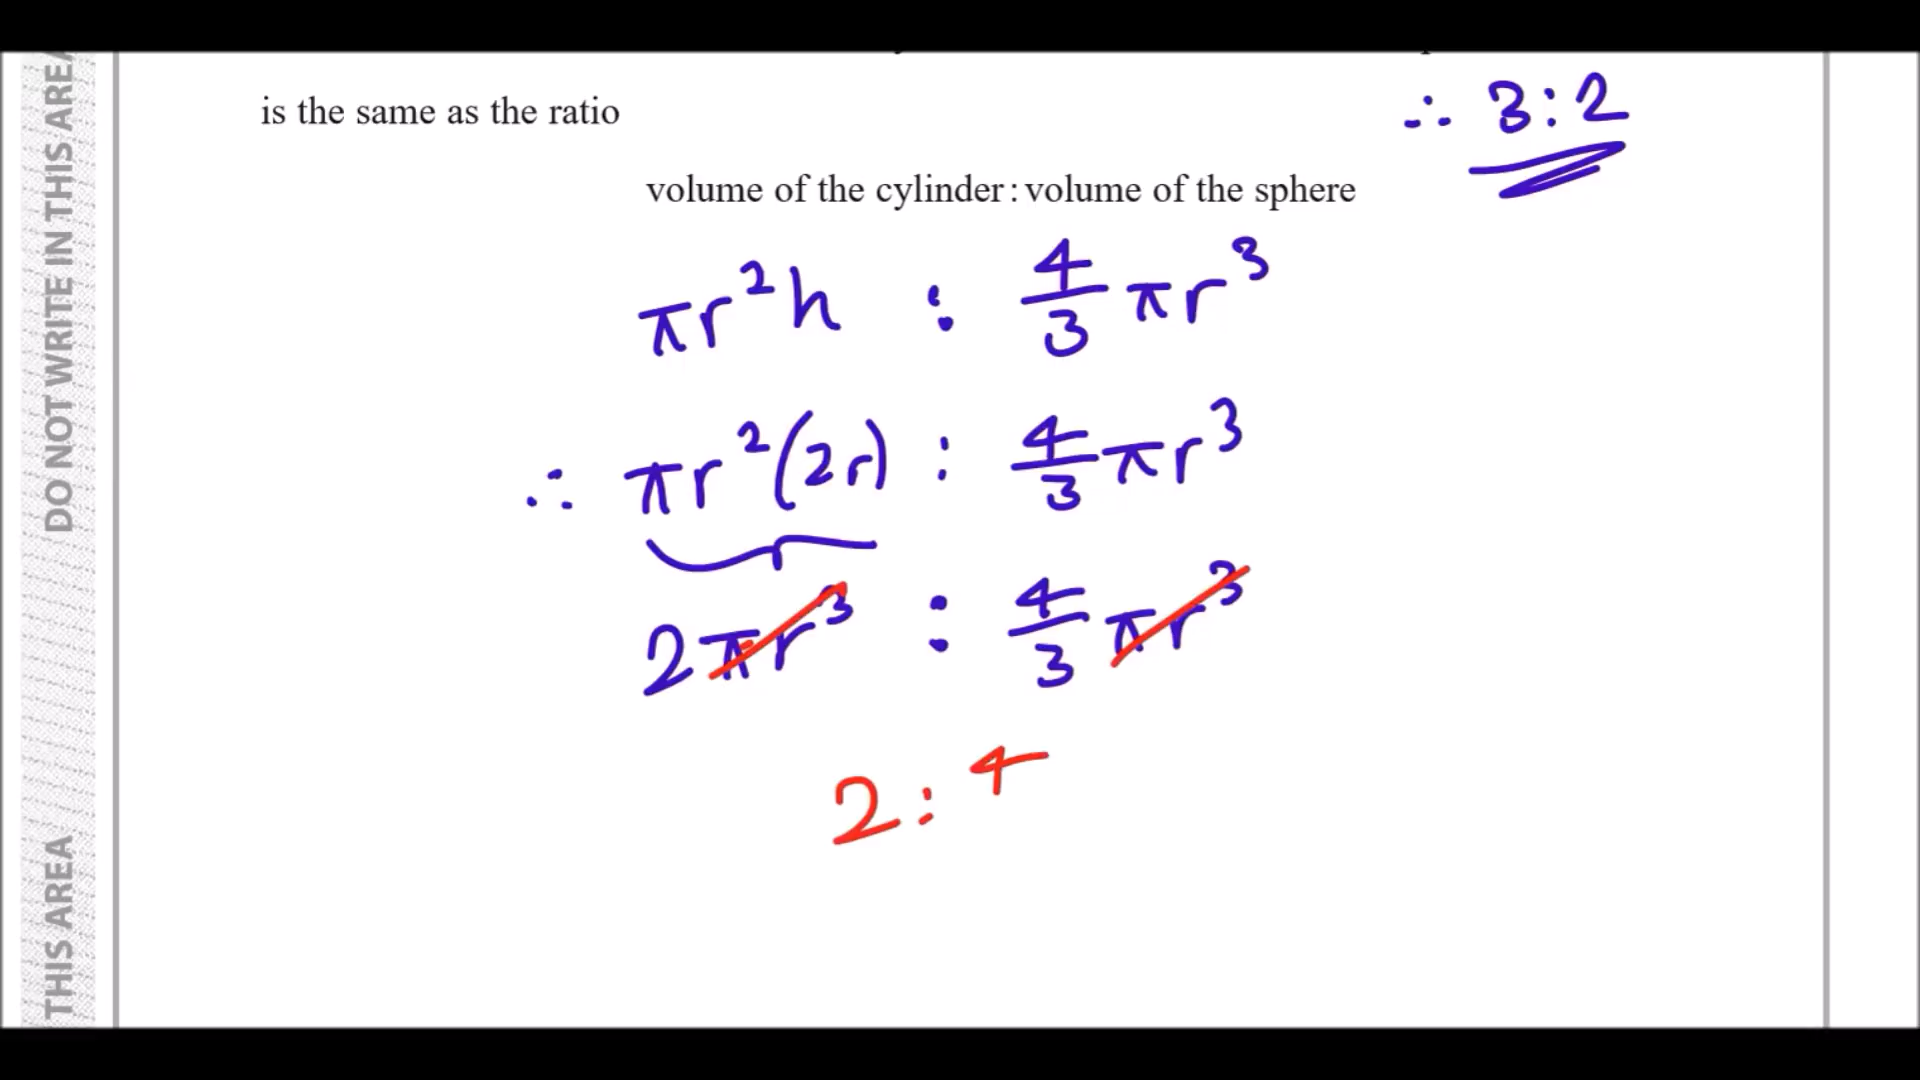 ∴ 3:2
is the same as the ratio
volume of the cylinder : volume of the sphere
πr²h : 4/3 πr³
∴ πr²(2r) : 4/3 πr³
2πr³ : 4/3 πr³
2 : 4
DO NOT WRITE IN THIS AREA
THIS AREA